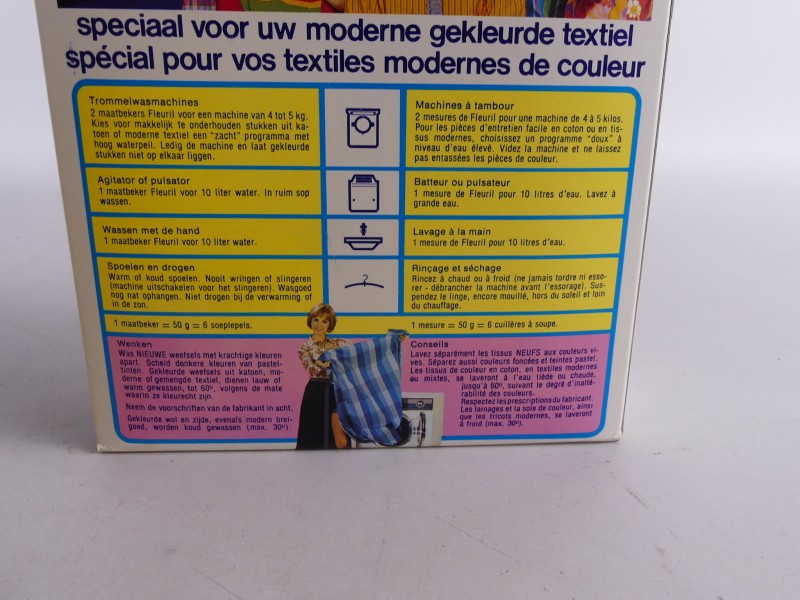 speciaal voor uw moderne gekleurde textiel
spécial pour vos textiles modernes de couleur
Trommelwasmachines
2 maatbekers Fleuril voor een machine van 4 tot 5 kg.
Kies voor makkelijk te onderhouden stukken uit ka-
toen of moderne textiel een "zacht" programma met
hoog waterpeil. Ledig de machine en laat gekleurde
stukken niet op elkaar liggen.
Machines à tambour
2 mesures de Fleuril pour une machine de 4 à 5 kilos.
Pour les pièces d'entretien facile en coton ou en tis-
sus modernes, choisissez un programme "doux" à
niveau d'eau élevé. Videz la machine et ne laissez
pas entassées les pièces de couleur.
Agitator of pulsator
1 maatbeker Fleuril voor 10 liter water. In ruim sop
wassen.
Batteur ou pulsateur
1 mesure de Fleuril pour 10 litres d'eau. Lavez à
grande eau.
Wassen met de hand
1 maatbeker Fleuril voor 10 liter water.
Lavage à la main
1 mesure de Fleuril pour 10 litres d'eau.
Spoelen en drogen
Warm of koud spoelen. Nooit wringen of slingeren
(machine uitschakelen voor het slingeren). Wasgoed
nog nat ophangen. Niet drogen bij de verwarming of
in de zon.
Rinçage et séchage
Rincez à chaud ou à froid (ne jamais tordre ni esso-
rer - débrancher la machine avant l'essorage). Sus-
pendez le linge, encore mouillé, hors du soleil et loin
du chauffage.
1 maatbeker = 50 g = 6 soeplepels.
1 mesure = 50 g = 6 cuillères à soupe.
Wenken
Was NIEUWE weefsels met krachtige kleuren
apart. Scheid donkere kleuren van pastel-
tinten. Gekleurde weefsels uit katoen, mo-
derne of gemengde textiel, dienen lauw of
warm gewassen, tot 60°, volgens de mate
waarin ze kleurecht zijn.
Neem de voorschriften van de fabrikant in acht.
Gekleurde wol en zijde, evenals modern brei-
goed, worden koud gewassen (max. 30°).
Conseils
Lavez séparément les tissus NEUFS aux couleurs vi-
ves. Séparez aussi couleurs foncées et teintes pastel.
Les tissus de couleur en coton, en textiles modernes
ou mixtes, se laveront à l'eau tiède ou chaude,
jusqu'à 60°, suivant le degré d'inalté-
rabilité des couleurs.
Respectez les prescriptions du fabricant.
Les lainages et la soie de couleur, ainsi
que les tricots modernes, se laveront
à froid (max. 30°).